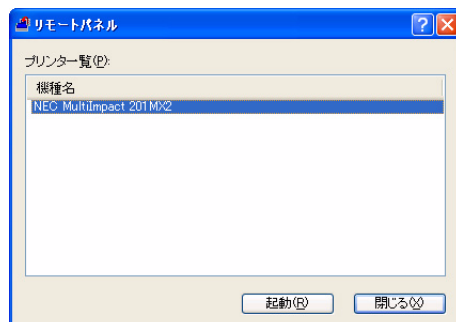 リモートパネル
プリンター覧(P):
機種名
NEC MultiImpact 201MX2
起動(R)
閉じる(X)